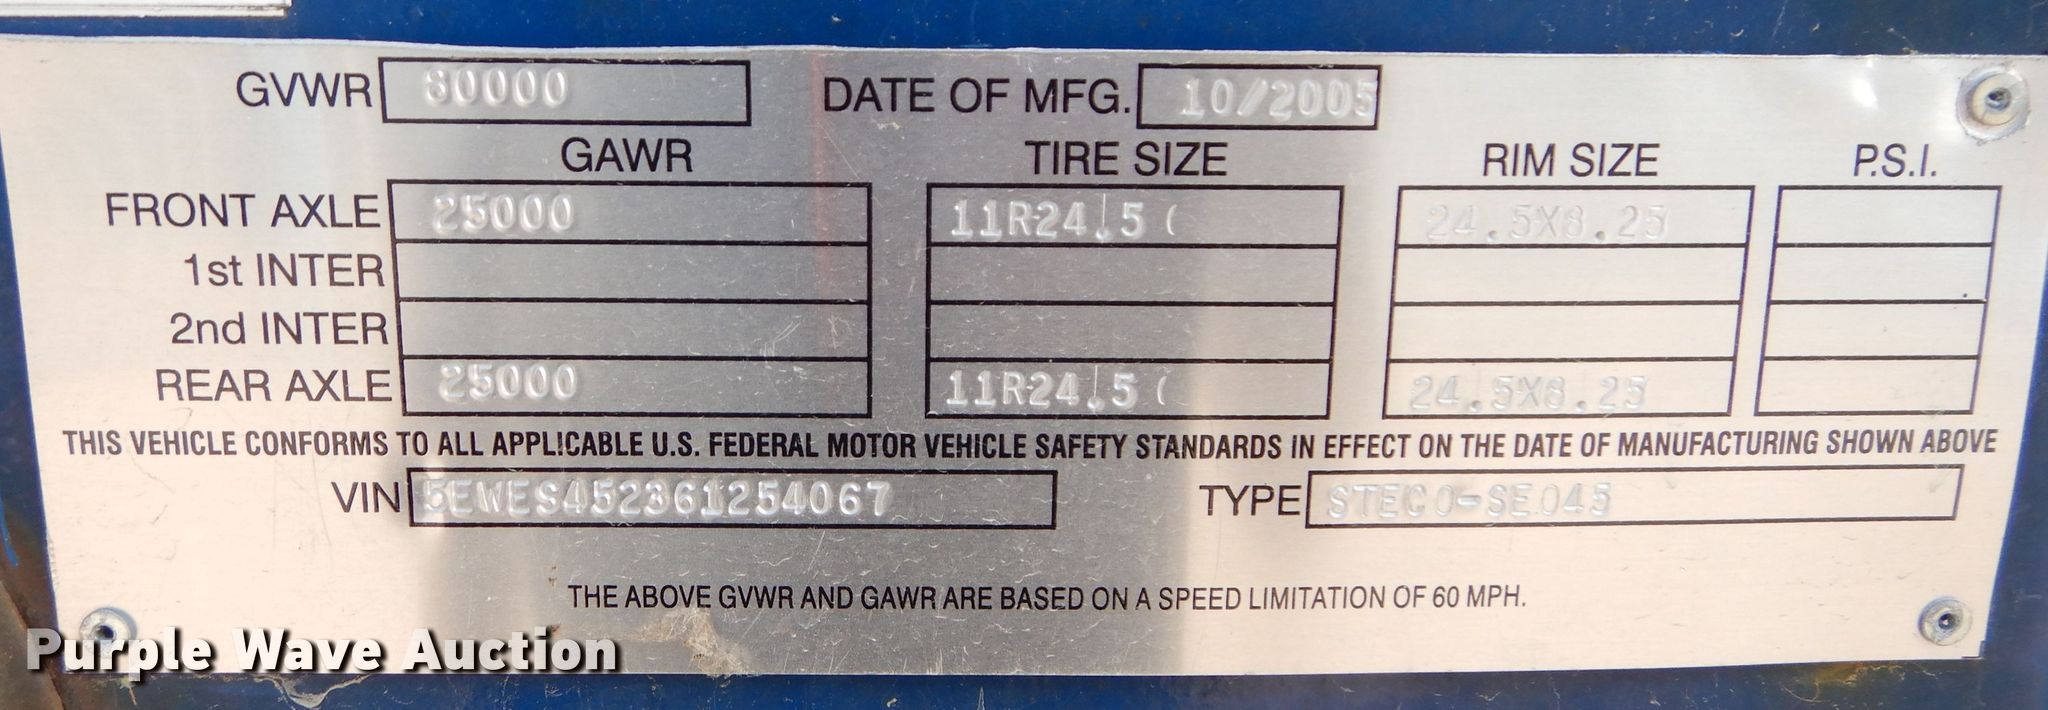 GVWR 80000 DATE OF MFG. 10/2005
GAWR TIRE SIZE RIM SIZE P.S.I.
FRONT AXLE 25000 11R24.5( 24.5X8.25
1st INTER
2nd INTER
REAR AXLE 25000 11R24.5( 24.5X8.25
THIS VEHICLE CONFORMS TO ALL APPLICABLE U.S. FEDERAL MOTOR VEHICLE SAFETY STANDARDS IN EFFECT ON THE DATE OF MANUFACTURING SHOWN ABOVE
VIN 5EWES452361254067 TYPE STECO-SE045
THE ABOVE GVWR AND GAWR ARE BASED ON A SPEED LIMITATION OF 60 MPH.
Purple Wave Auction